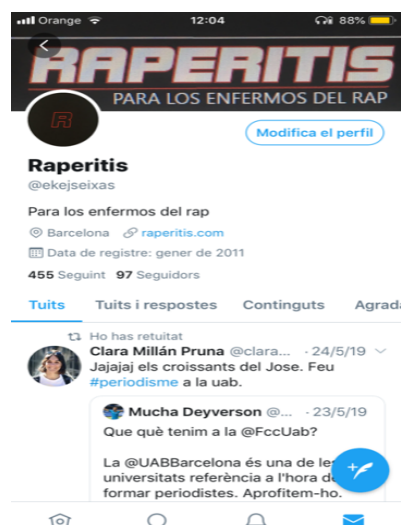 Orange 12:04 88%
RAPERITIS
PARA LOS ENFERMOS DEL RAP
R
Modifica el perfil
Raperitis
@ekejseixas
Para los enfermos del rap
Barcelona raperitis.com
Data de registre: gener de 2011
455 Seguint 97 Seguidors
Tuits Tuits i respostes Continguts Agrad
Ho has retuitat
Clara Millán Pruna @clara... · 24/5/19
Jajajaj els croissants del Jose. Feu
#periodisme a la uab.
Mucha Deyverson @... · 23/5/19
Que què tenim a la @FccUab?
La @UABBarcelona és una de les
universitats referència a l'hora de
formar periodistes. Aprofitem-ho.